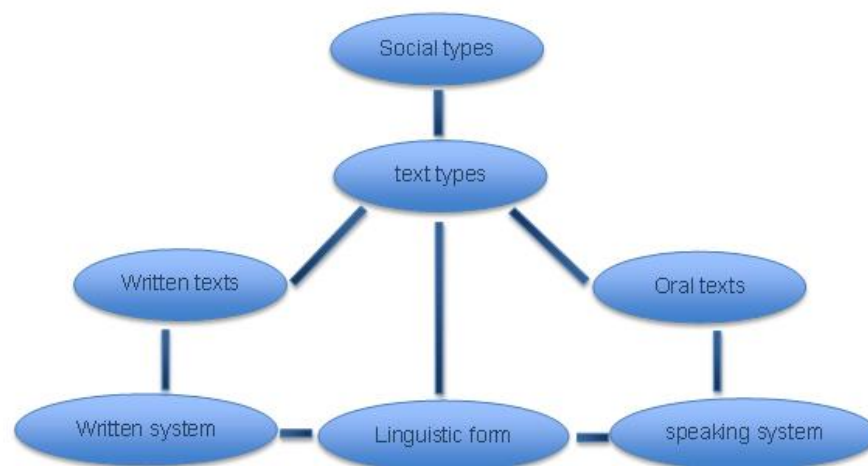 Social types
text types
Written texts
Oral texts
Written system
Linguistic form
speaking system